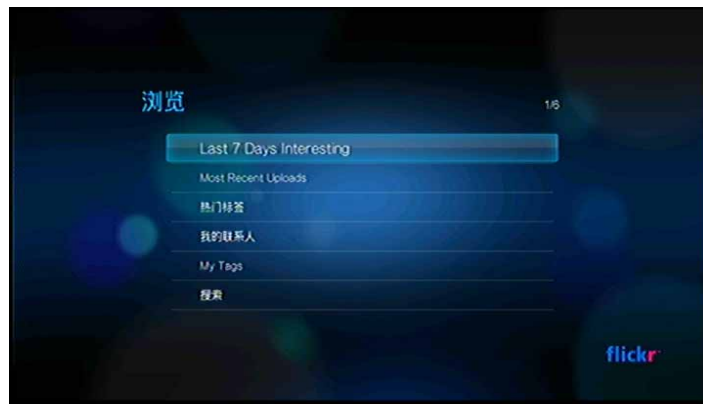 浏览
1/6
Last 7 Days Interesting
Most Recent Uploads
热门标签
我的联系人
My Tags
搜索
flickr